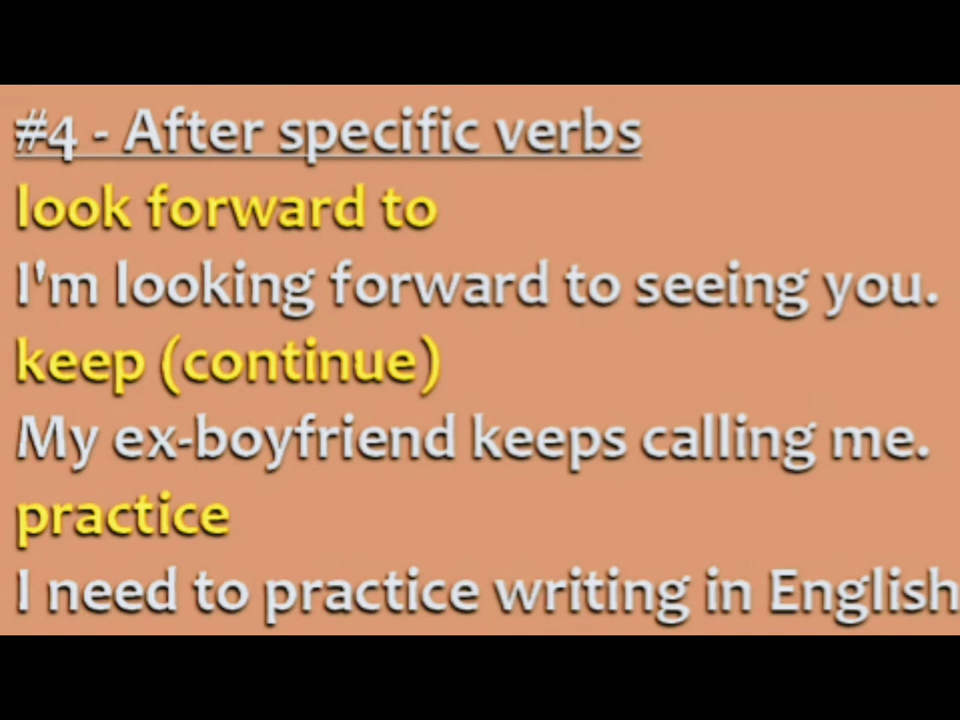 #4 - After specific verbs
look forward to
I'm looking forward to seeing you.
keep (continue)
My ex-boyfriend keeps calling me.
practice
I need to practice writing in English